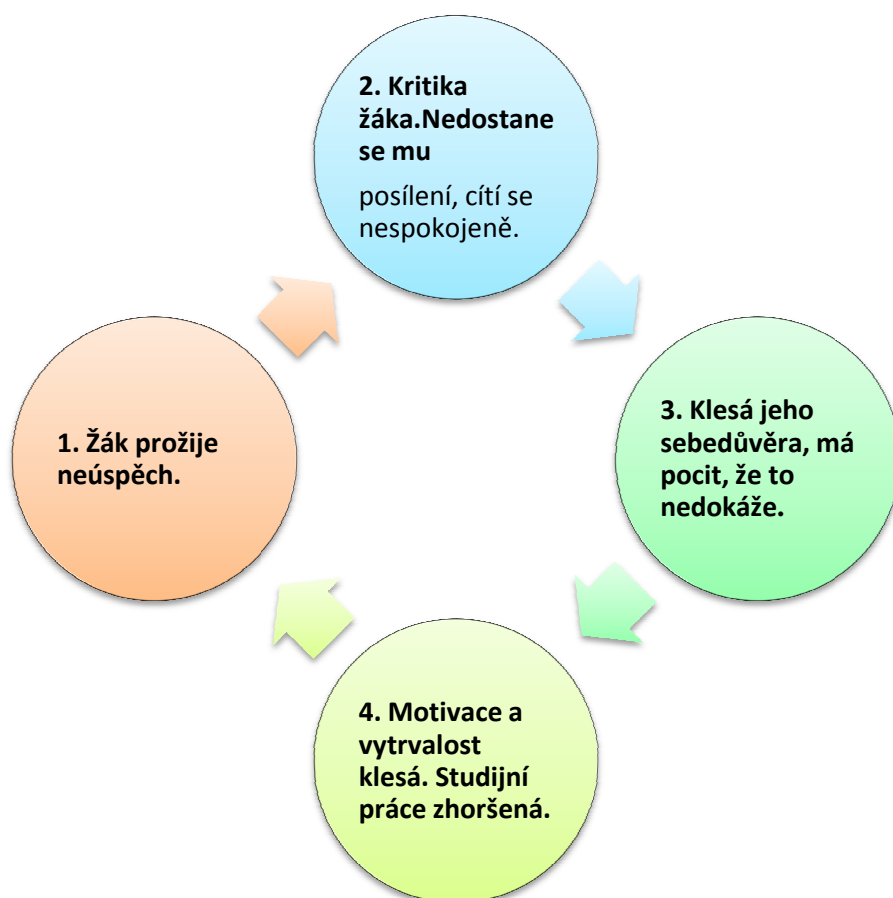 2. Kritika
žáka.Nedostane
se mu
posílení, cítí se
nespokojeně.
1. Žák prožije
neúspěch.
3. Klesá jeho
sebedůvěra, má
pocit, že to
nedokáže.
4. Motivace a
vytrvalost
klesá. Studijní
práce zhoršená.